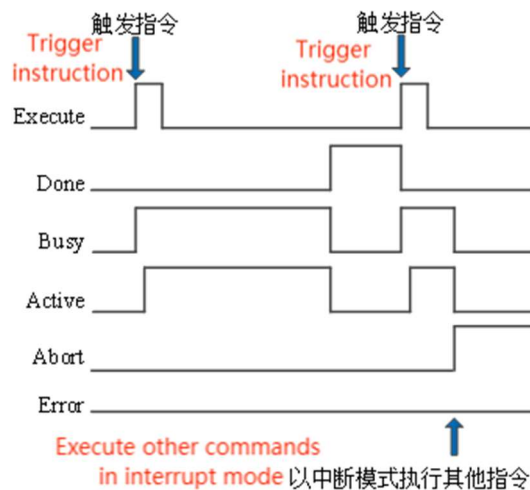 触发指令
触发指令
Trigger
instruction
Trigger
instruction
Execute
Done
Busy
Active
Abort
Error
Execute other commands
in interrupt mode 以中断模式执行其他指令